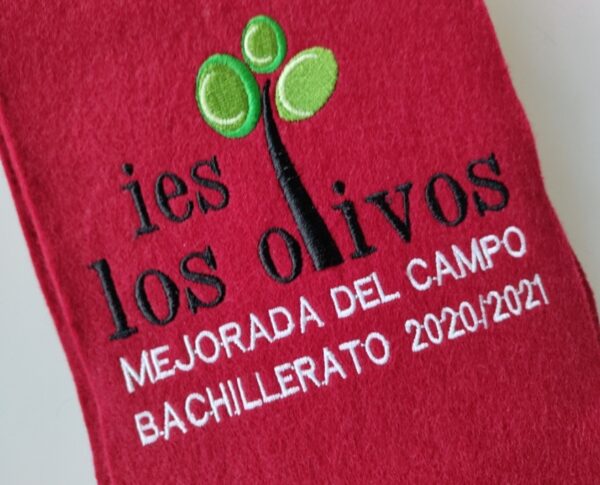 ies
los olivos
MEJORADA DEL CAMPO
BACHILLERATO 2020/2021